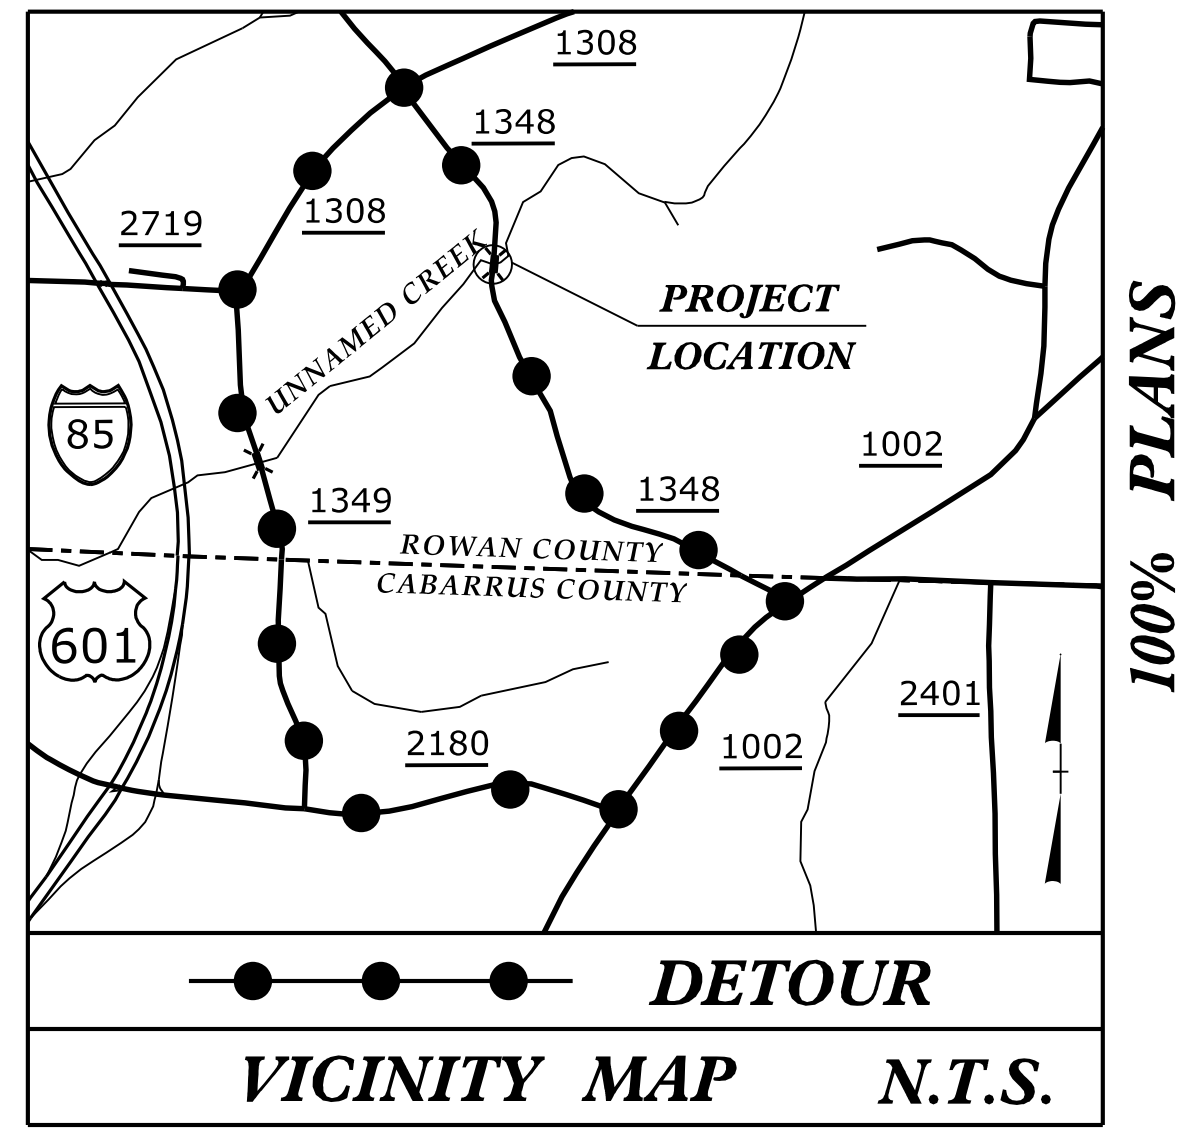 1308
1348
1308
2719
UNNAMED CREEK
PROJECT
LOCATION
85
1002
1349
1348
ROWAN COUNTY
CABARRUS COUNTY
601
2401
2180
1002
DETOUR
VICINITY MAP N.T.S.
100% PLANS